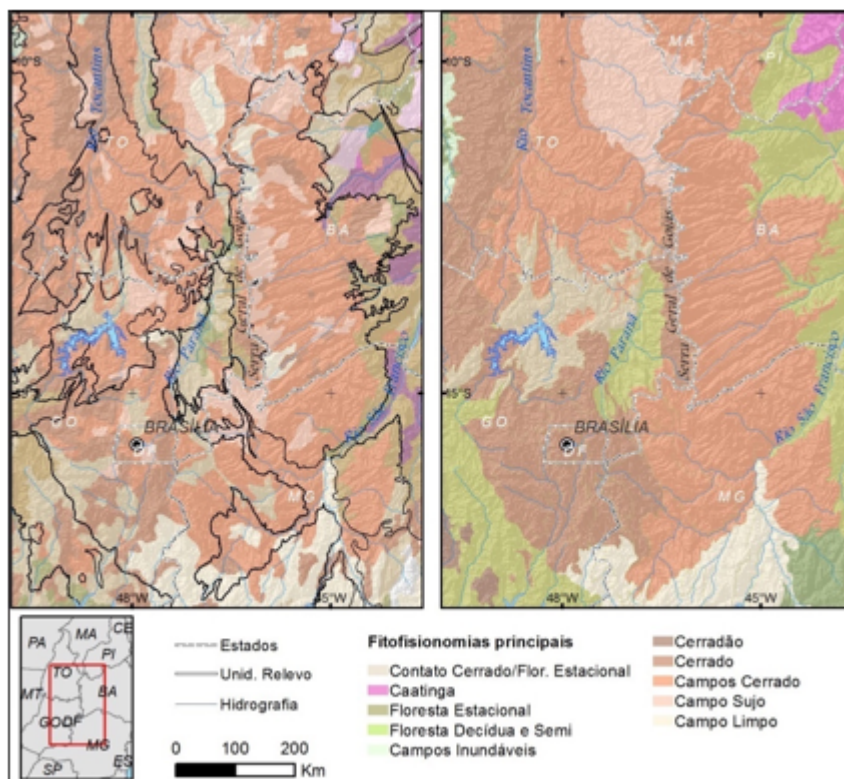 MA
10°S
Rio Tocantins
TO
BA
Serra Geral de Goiás
Rio Paranã
15°S
Rio São Francisco
GO
BRASÍLIA
DF
MG
48°W
45°W
MA
PI
10°S
Rio Tocantins
TO
BA
Serra Geral de Goiás
Rio Paranã
15°S
Rio São Francisco
GO
BRASÍLIA
DF
MG
48°W
45°W
PA
MA
CE
PI
TO
MT
BA
GO
DF
MG
ES
SP
Estados
Unid. Relevo
Hidrografia
0 100 200
Km
Fitofisionomias principais
Contato Cerrado/Flor. Estacional
Caatinga
Floresta Estacional
Floresta Decídua e Semi
Campos Inundáveis
Cerradão
Cerrado
Campos Cerrado
Campo Sujo
Campo Limpo